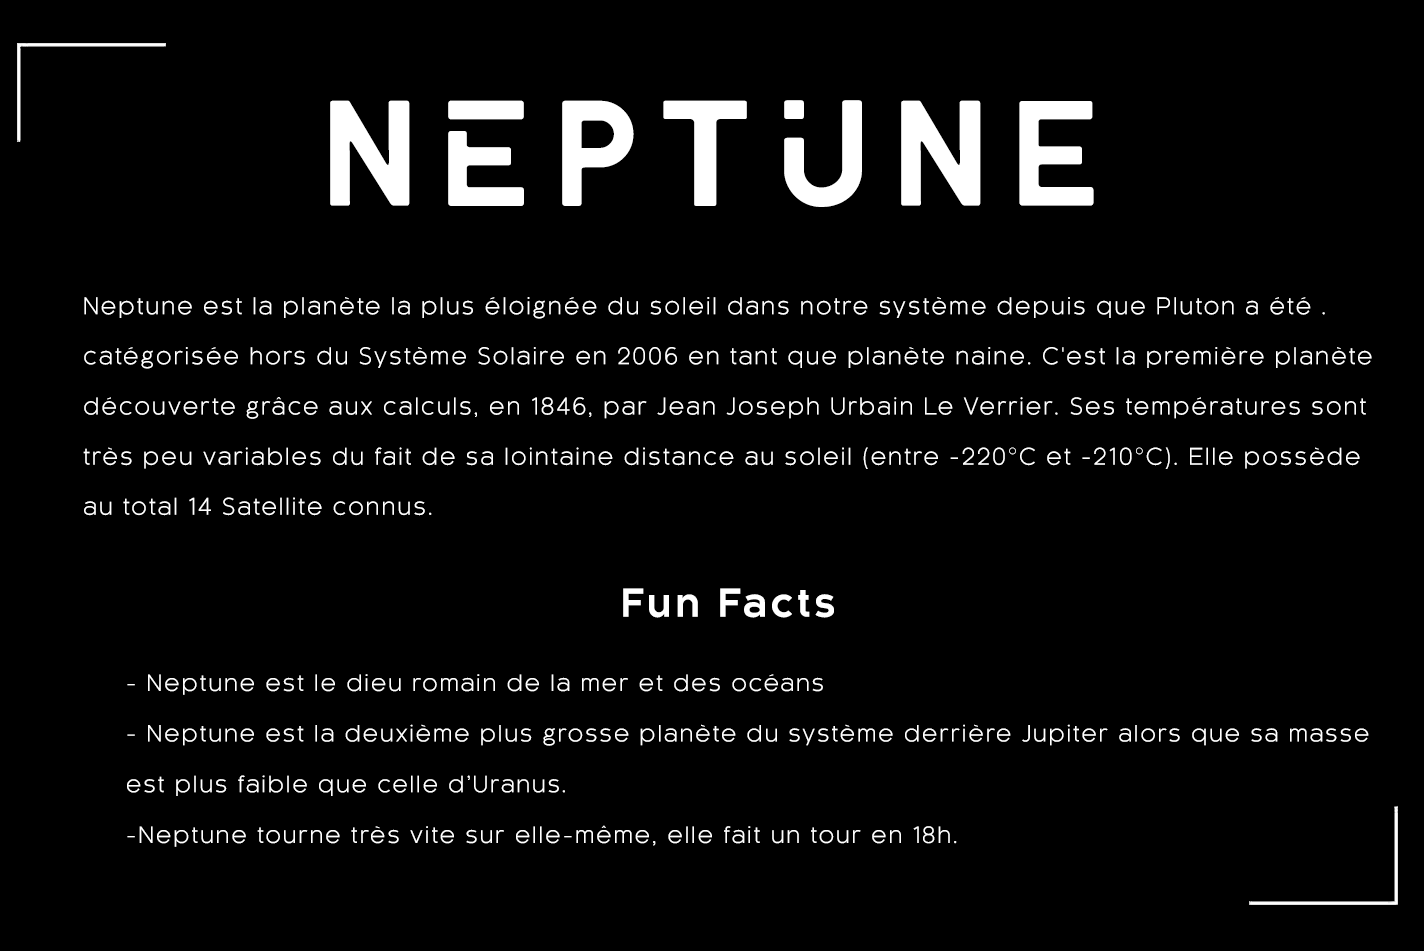 NEPTUNE
Neptune est la planète la plus éloignée du soleil dans notre système depuis que Pluton a été .
catégorisée hors du Système Solaire en 2006 en tant que planète naine. C'est la première planète
découverte grâce aux calculs, en 1846, par Jean Joseph Urbain Le Verrier. Ses températures sont
très peu variables du fait de sa lointaine distance au soleil (entre -220°C et -210°C). Elle possède
au total 14 Satellite connus.
Fun Facts
- Neptune est le dieu romain de la mer et des océans
- Neptune est la deuxième plus grosse planète du système derrière Jupiter alors que sa masse
est plus faible que celle d’Uranus.
-Neptune tourne très vite sur elle-même, elle fait un tour en 18h.